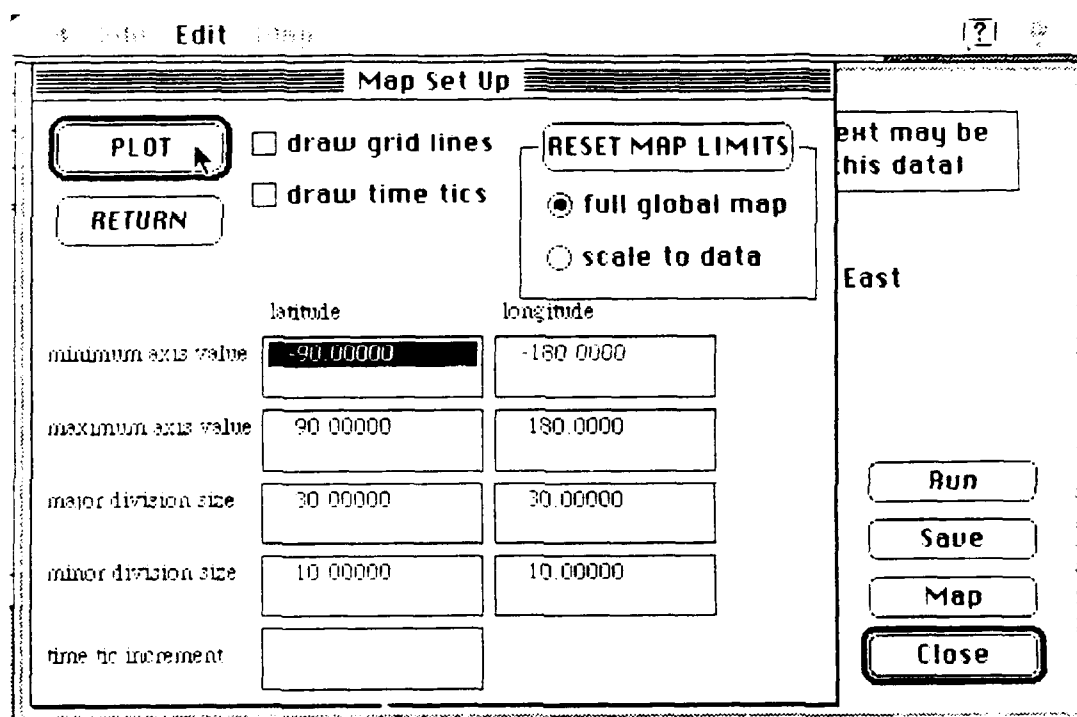 Edit
?
Map Set Up
PLOT
RETURN
draw grid lines
draw time tics
RESET MAP LIMITS
full global map
scale to data
ext may be
this data!
East
latitude longitude
minimum axis value -90.00000 -180.0000
maximum axis value 90.00000 180.0000
major division size 30.00000 30.00000
minor division size 10.00000 10.00000
time tic increment
Run
Save
Map
Close